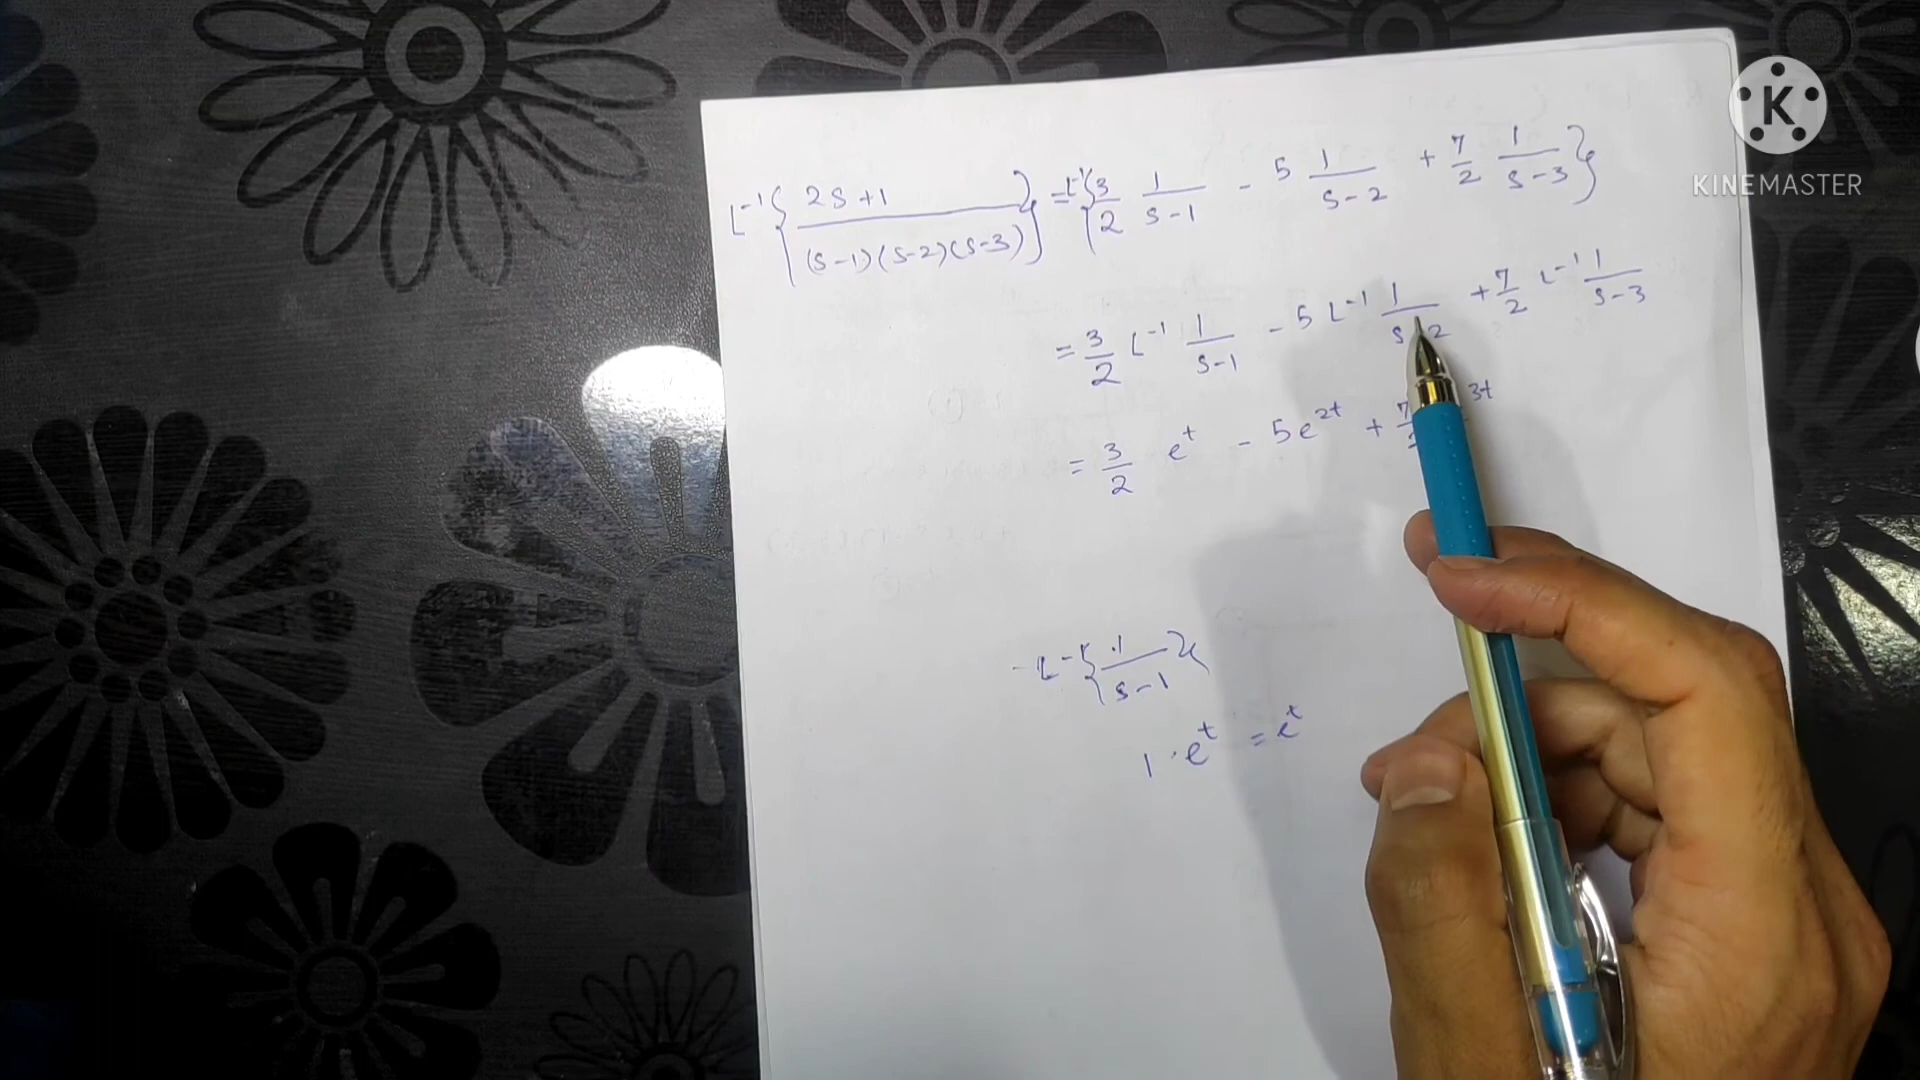 L⁻¹{ (2s+1)/((s-1)(s-2)(s-3)) } = L⁻¹{ 3/2 1/(s-1) - 5 1/(s-2) + 7/2 1/(s-3) }
= 3/2 L⁻¹ 1/(s-1) - 5 L⁻¹ 1/(s-2) + 7/2 L⁻¹ 1/(s-3)
= 3/2 e^t - 5e^2t + 7 3t
L⁻{ 1/(s-1) }
1 · e^t = e^t
K
KINEMASTER